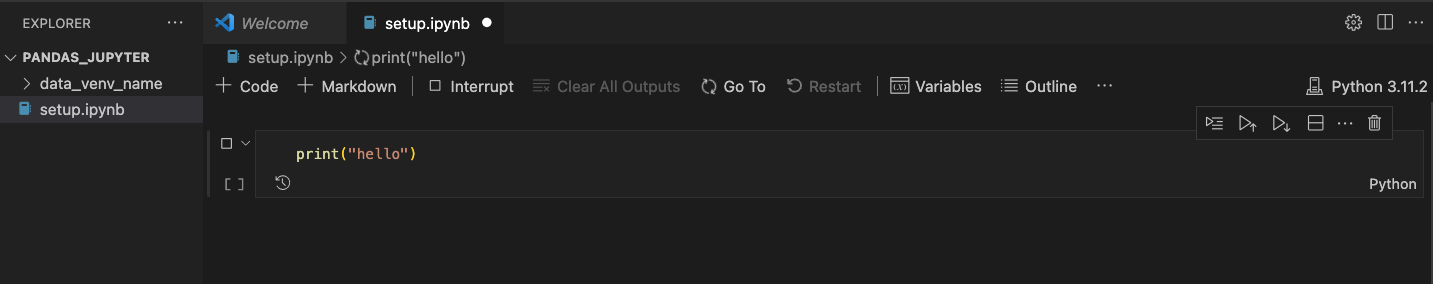 EXPLORER ...
Welcome
setup.ipynb
PANDAS_JUPYTER
data_venv_name
setup.ipynb
setup.ipynb > print("hello")
+ Code + Markdown | Interrupt Clear All Outputs Go To Restart | Variables Outline ... Python 3.11.2
print("hello")
[ ]
Python